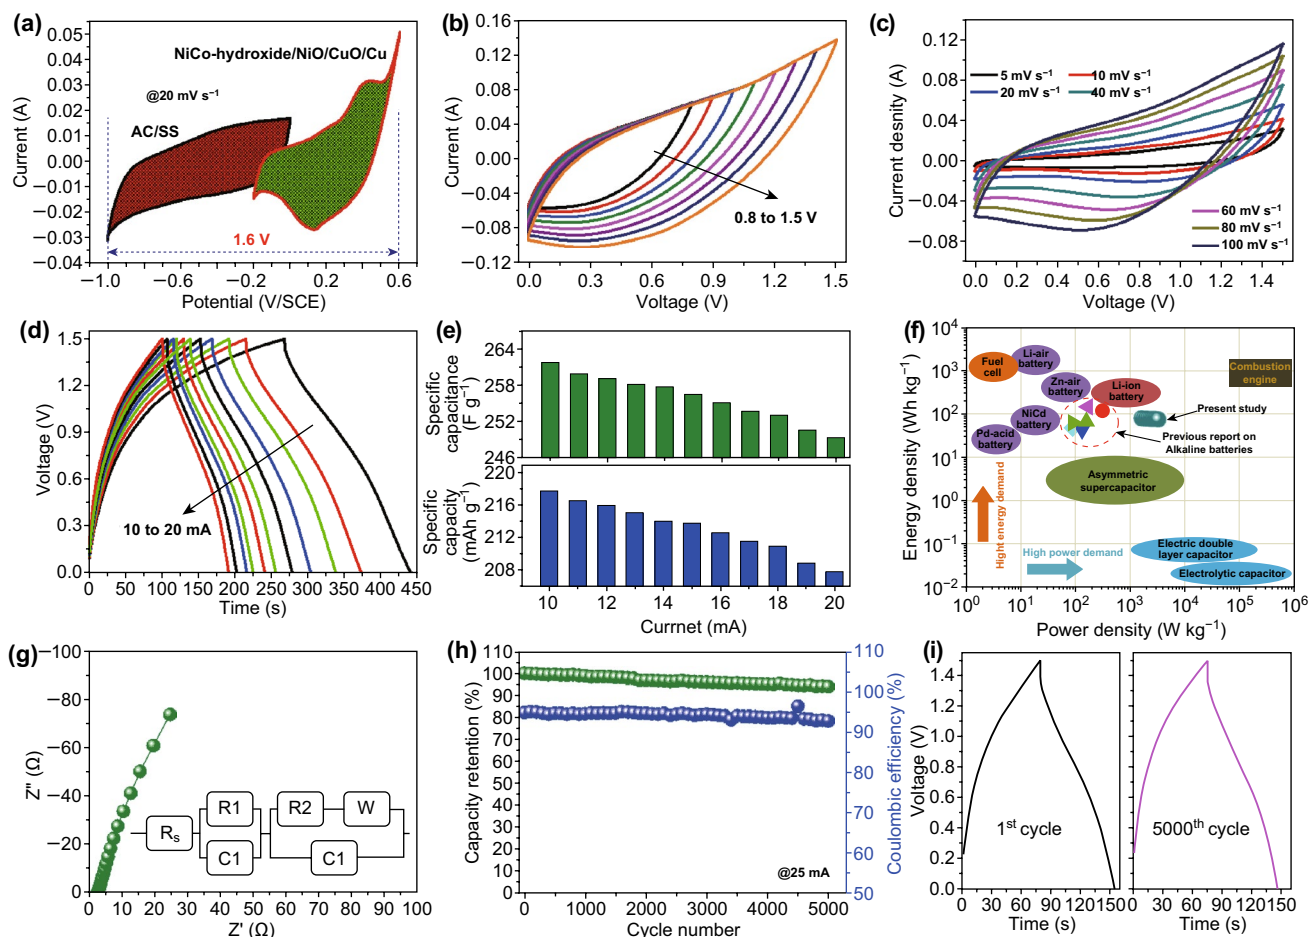 (a)
0.05
0.04
0.03
0.02
0.01
0.00
−0.01
−0.02
−0.03
−0.04
Current (A)
NiCo-hydroxide/NiO/CuO/Cu
@20 mV s⁻¹
AC/SS
1.6 V
−1.0
−0.6
−0.2
0.2
0.6
Potential (V/SCE)
(b)
0.16
0.12
0.08
0.04
0.00
−0.04
−0.08
−0.12
Current (A)
0.8 to 1.5 V
0.0
0.3
0.6
0.9
1.2
1.5
Voltage (V)
(c)
0.12
0.08
0.04
0.00
−0.04
−0.08
Current desnity (A)
5 mV s⁻¹
10 mV s⁻¹
20 mV s⁻¹
40 mV s⁻¹
60 mV s⁻¹
80 mV s⁻¹
100 mV s⁻¹
0.0
0.2
0.4
0.6
0.8
1.0
1.2
1.4
Voltage (V)
(d)
1.5
1.2
0.9
0.6
0.3
0.0
Voltage (V)
10 to 20 mA
0
50
100
150
200
250
300
350
400
450
Time (s)
(e)
264
258
252
246
Specific
capacitance
(F g⁻¹)
220
216
212
208
Specific
capacity
(mAh g⁻¹)
10
12
14
16
18
20
Currnet (mA)
(f)
10⁴
10³
10²
10¹
10⁰
10⁻¹
10⁻²
Energy density (Wh kg⁻¹)
Fuel
cell
Li-air
battery
Zn-air
battery
Li-ion
battery
Combustion
engine
NiCd
battery
Pd-acid
battery
Present study
Previous report on
Alkaline batteries
Asymmetric
supercapacitor
Hight energy demand
High power demand
Electric double
layer capacitor
Electrolytic capacitor
10⁰
10¹
10²
10³
10⁴
10⁵
10⁶
Power density (W kg⁻¹)
(g)
−100
−80
−60
−40
−20
0
Z″ (Ω)
Rₛ
R1
C1
R2
W
C1
0
10
20
30
40
50
60
70
80
90
100
Z′ (Ω)
(h)
110
100
90
80
70
60
50
40
30
20
10
0
Capacity retention (%)
110
100
90
80
70
60
50
Coulombic efficiency (%)
@25 mA
0
1000
2000
3000
4000
5000
Cycle number
(i)
1.4
1.2
1.0
0.8
0.6
1.4
0.0
Voltage (V)
1ˢᵗ cycle
5000ᵗʰ cycle
0
30
60
90
120
150
Time (s)
0
30
60
90
120
150
Time (s)